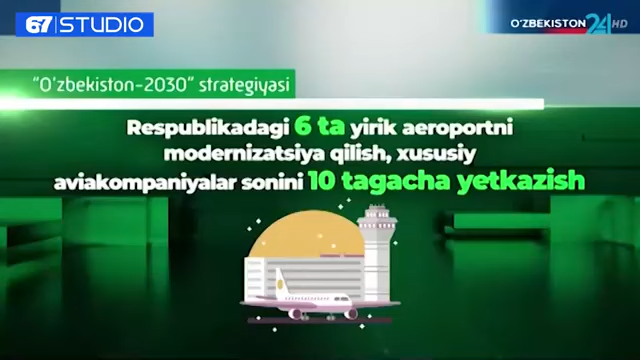 67 STUDIO
O‘ZBEKISTON 24 HD
“O‘zbekiston-2030” strategiyasi
Respublikadagi 6 ta yirik aeroportni
modernizatsiya qilish, xususiy
aviakompaniyalar sonini 10 tagacha yetkazish